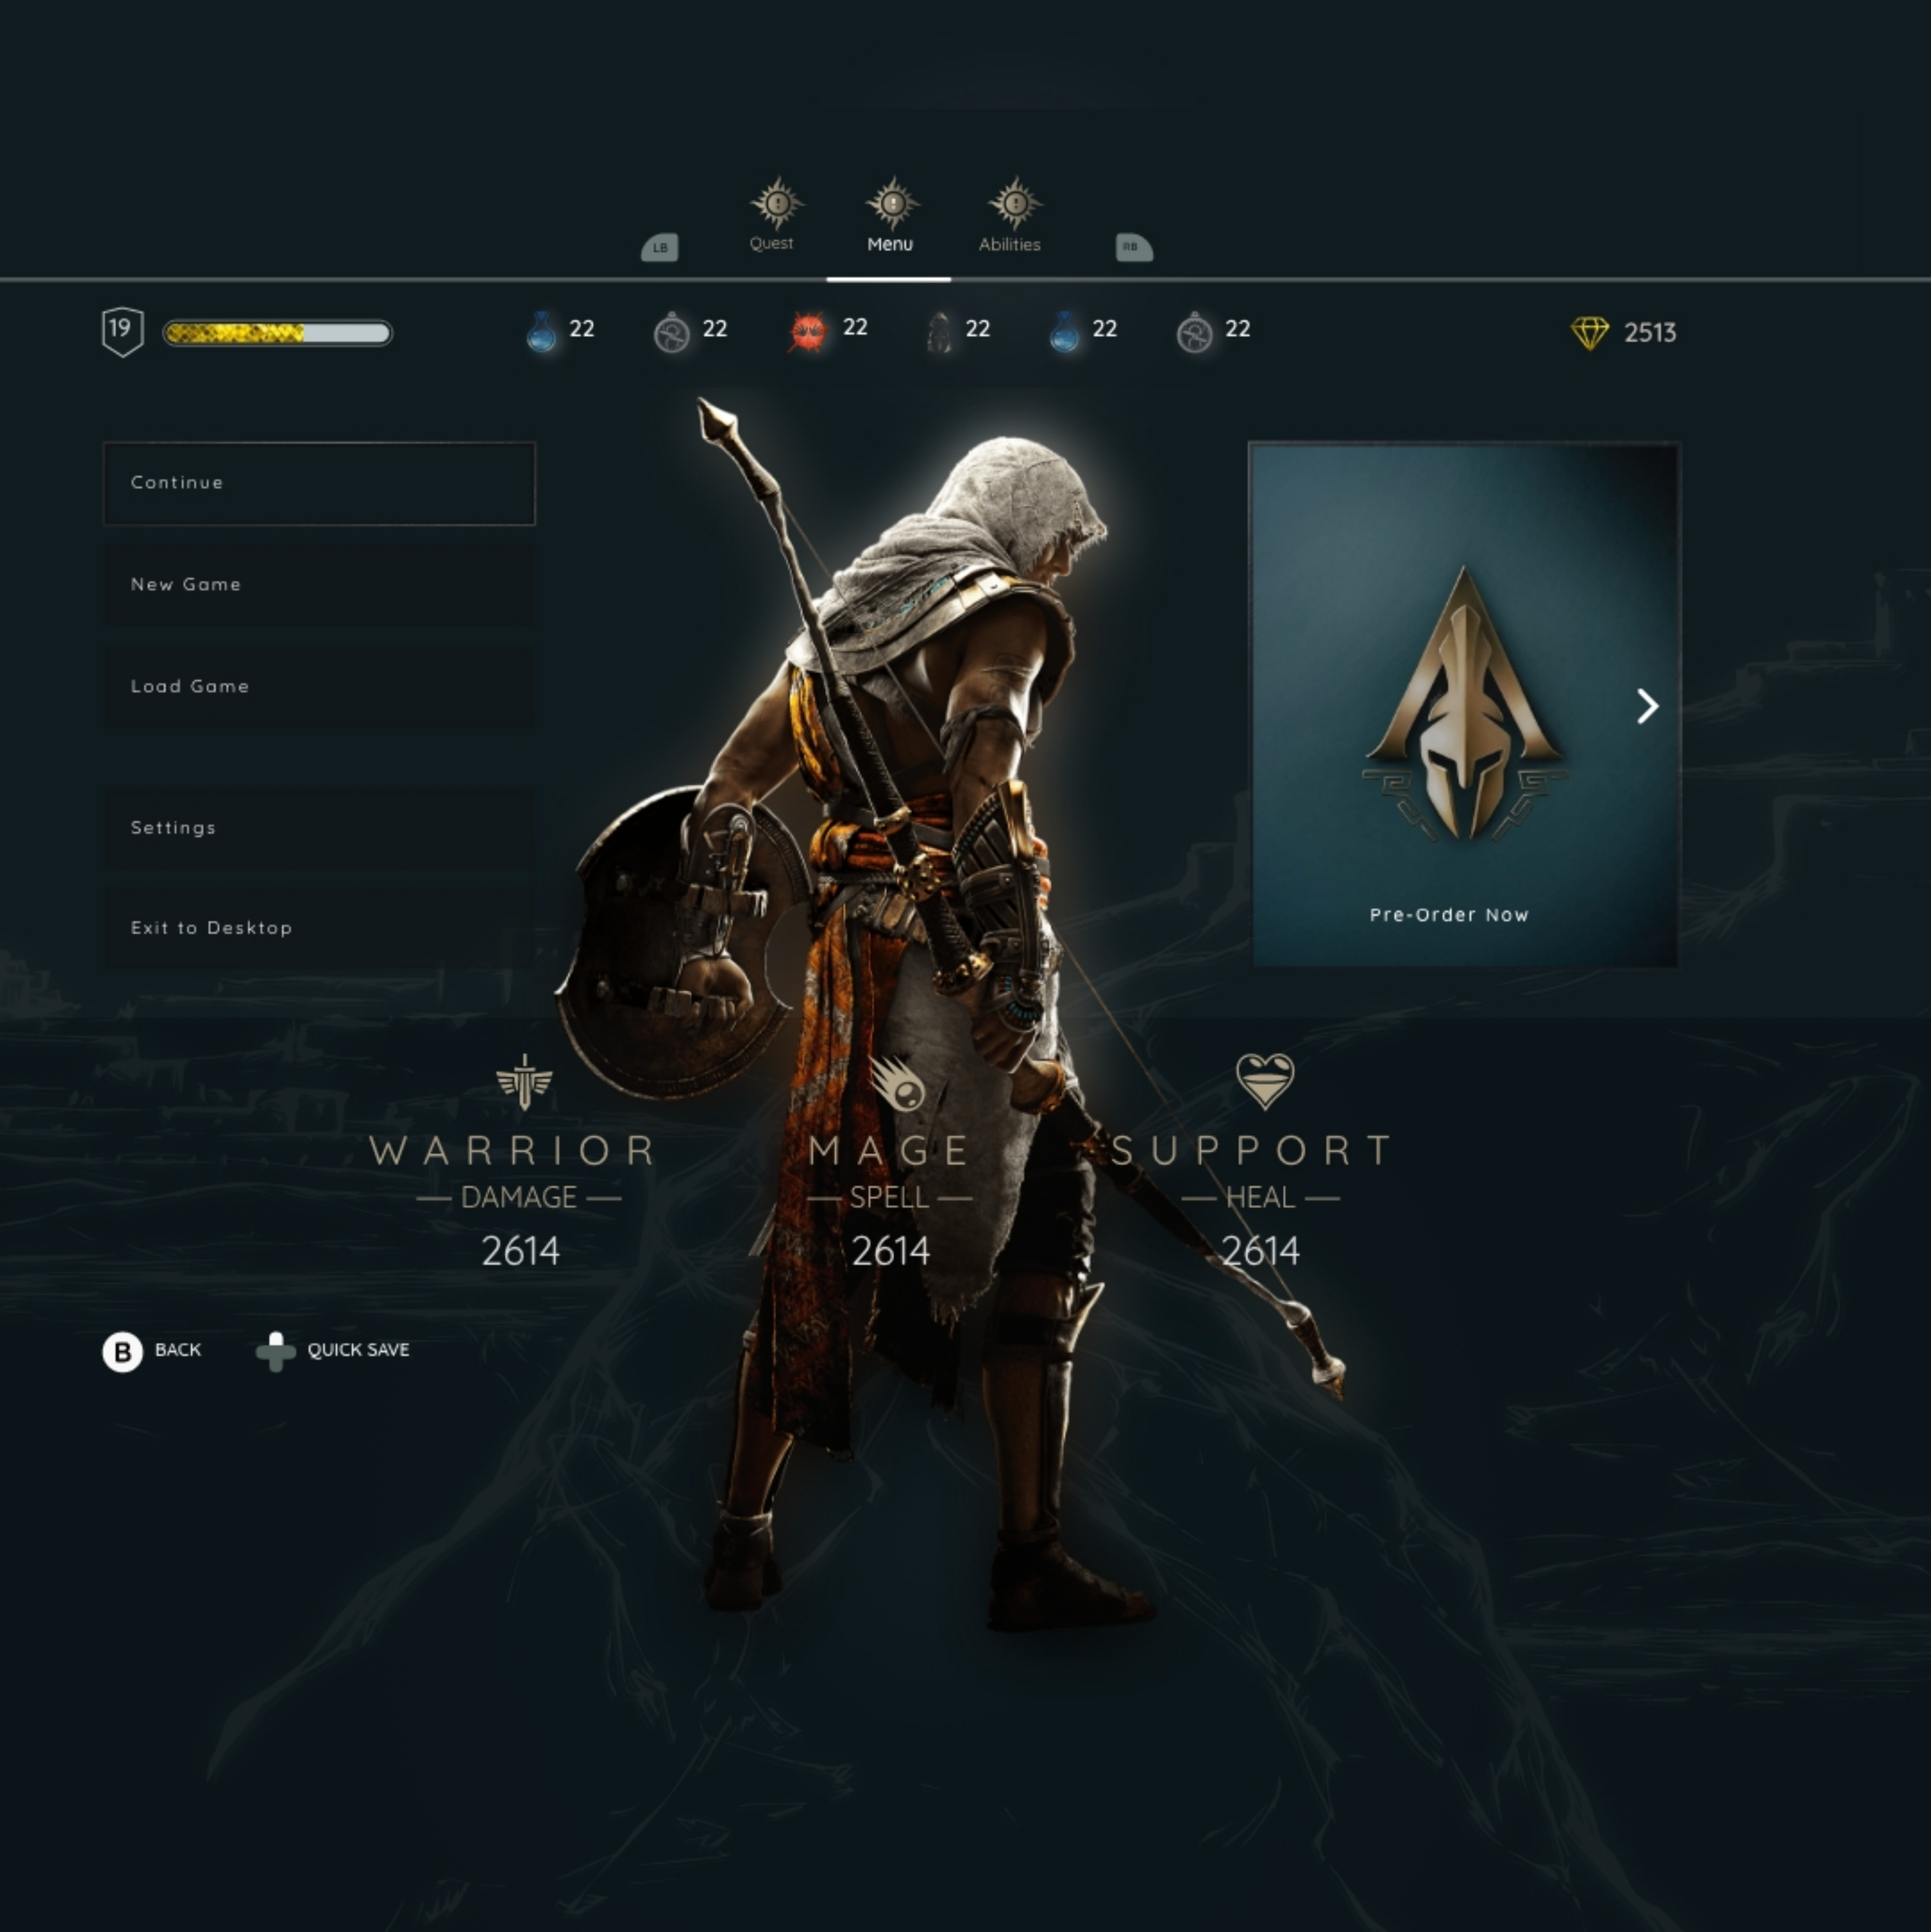 Quest
Menu
Abilities
LB
RB
19
22
22
22
22
22
22
2513
Continue
New Game
Load Game
Settings
Exit to Desktop
Pre-Order Now
WARRIOR
DAMAGE
2614
MAGE
SPELL
2614
SUPPORT
HEAL
2614
B BACK
QUICK SAVE